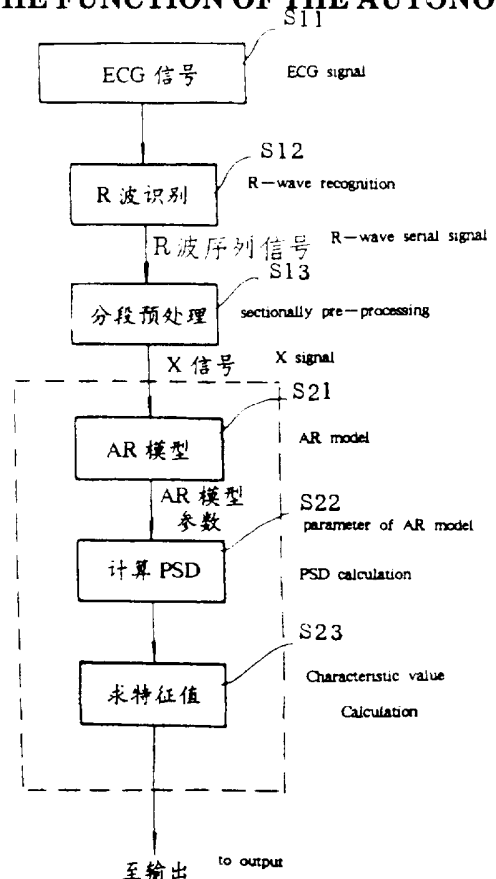 THE FUNCTION OF THE AUTONO
S11
ECG 信号
ECG signal
S12
R 波识别
R-wave recognition
R波序列信号
R-wave serial signal
S13
分段预处理
sectionally pre-processing
X 信号
X signal
S21
AR 模型
AR model
AR 模型
参数
S22
parameter of AR model
计算 PSD
PSD calculation
S23
求特征值
Characteristic value
Calculation
至输出
to output